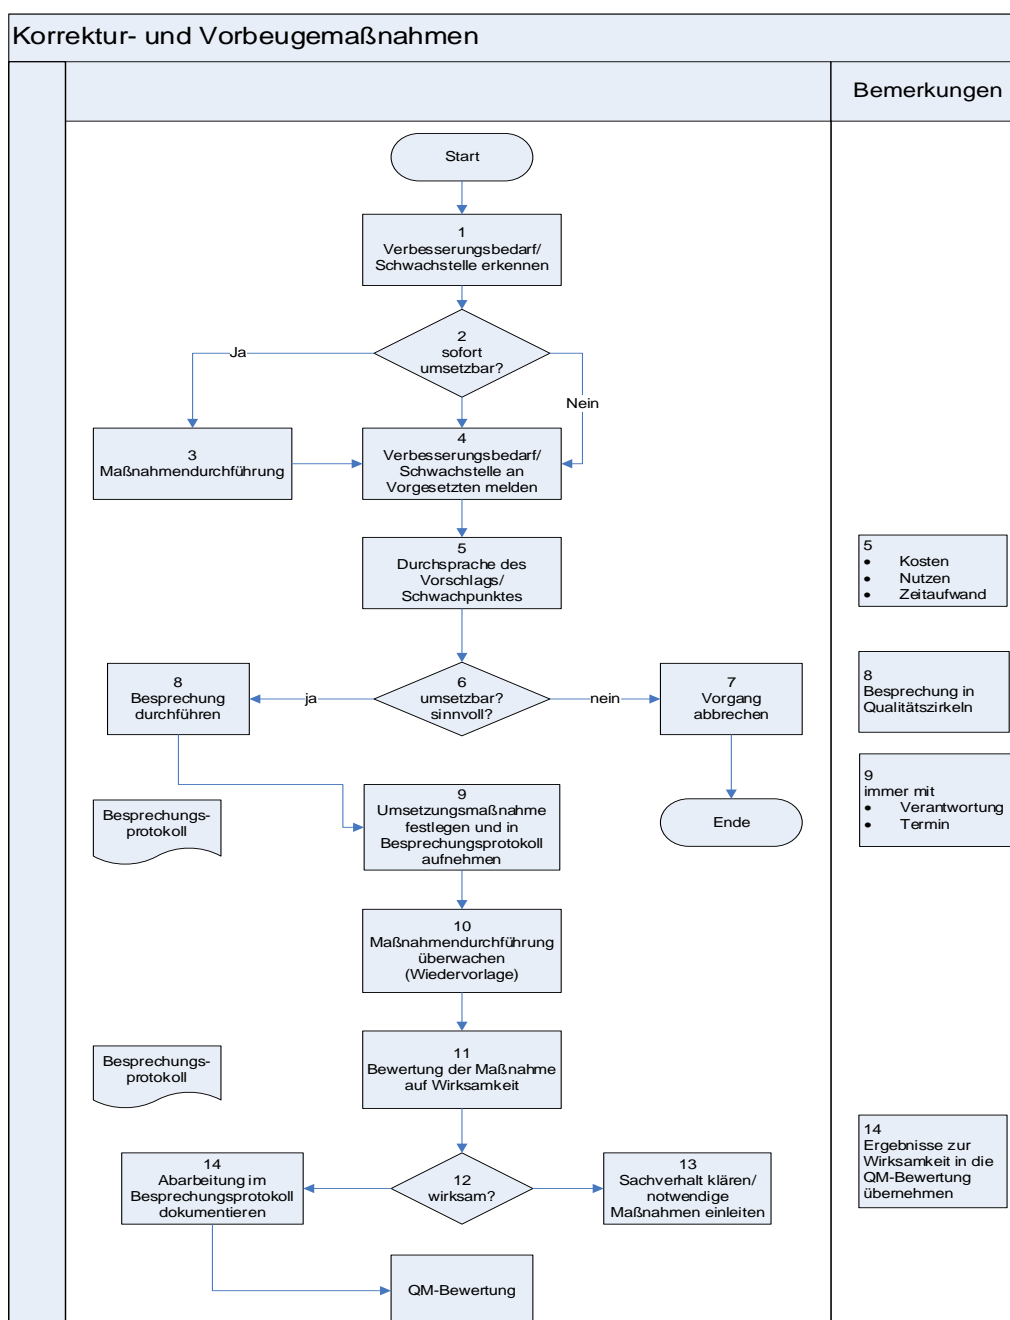 Korrektur- und Vorbeugemaßnahmen
Bemerkungen
Start
1
Verbesserungsbedarf/
Schwachstelle erkennen
2
sofort
umsetzbar?
Ja
Nein
3
Maßnahmendurchführung
4
Verbesserungsbedarf/
Schwachstelle an
Vorgesetzten melden
5
Durchsprache des
Vorschlags/
Schwachpunktes
5
• Kosten
• Nutzen
• Zeitaufwand
8
Besprechung
durchführen
ja
6
umsetzbar?
sinnvoll?
nein
7
Vorgang
abbrechen
8
Besprechung in
Qualitätszirkeln
Besprechungs-
protokoll
9
Umsetzungsmaßnahme
festlegen und in
Besprechungsprotokoll
aufnehmen
Ende
9
immer mit
• Verantwortung
• Termin
10
Maßnahmendurchführung
überwachen
(Wiedervorlage)
Besprechungs-
protokoll
11
Bewertung der Maßnahme
auf Wirksamkeit
14
Abarbeitung im
Besprechungsprotokoll
dokumentieren
12
wirksam?
13
Sachverhalt klären/
notwendige
Maßnahmen einleiten
14
Ergebnisse zur
Wirksamkeit in die
QM-Bewertung
übernehmen
QM-Bewertung